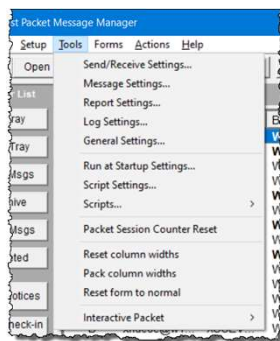 st Packet Message Manager
Setup Tools Forms Actions Help
Open
Send/Receive Settings...
Message Settings...
Report Settings...
Log Settings...
General Settings...
Run at Startup Settings...
Script Settings...
Scripts... >
Packet Session Counter Reset
Reset column widths
Pack column widths
Reset form to normal
Interactive Packet >
List
ray
Tray
Msgs
hive
Msgs
ted
otices
heck-in